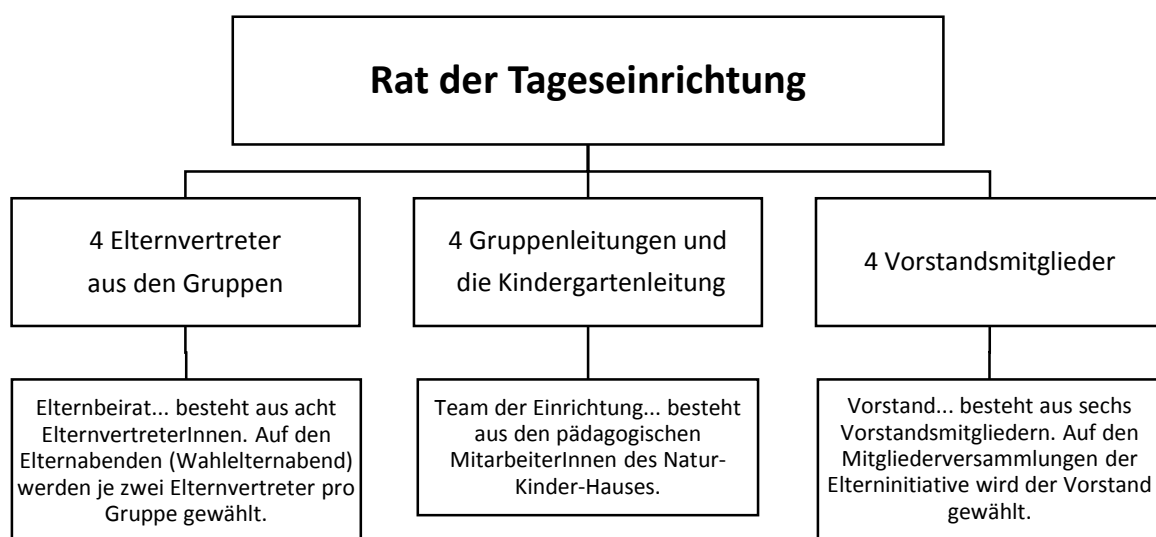 Rat der Tageseinrichtung
4 Elternvertreter
aus den Gruppen
4 Gruppenleitungen und
die Kindergartenleitung
4 Vorstandsmitglieder
Elternbeirat... besteht aus acht
ElternvertreterInnen. Auf den
Elternabenden (Wahlelternabend)
werden je zwei Elternvertreter pro
Gruppe gewählt.
Team der Einrichtung... besteht
aus den pädagogischen
MitarbeiterInnen des Natur-
Kinder-Hauses.
Vorstand... besteht aus sechs
Vorstandsmitgliedern. Auf den
Mitgliederversammlungen der
Elterninitiative wird der Vorstand
gewählt.